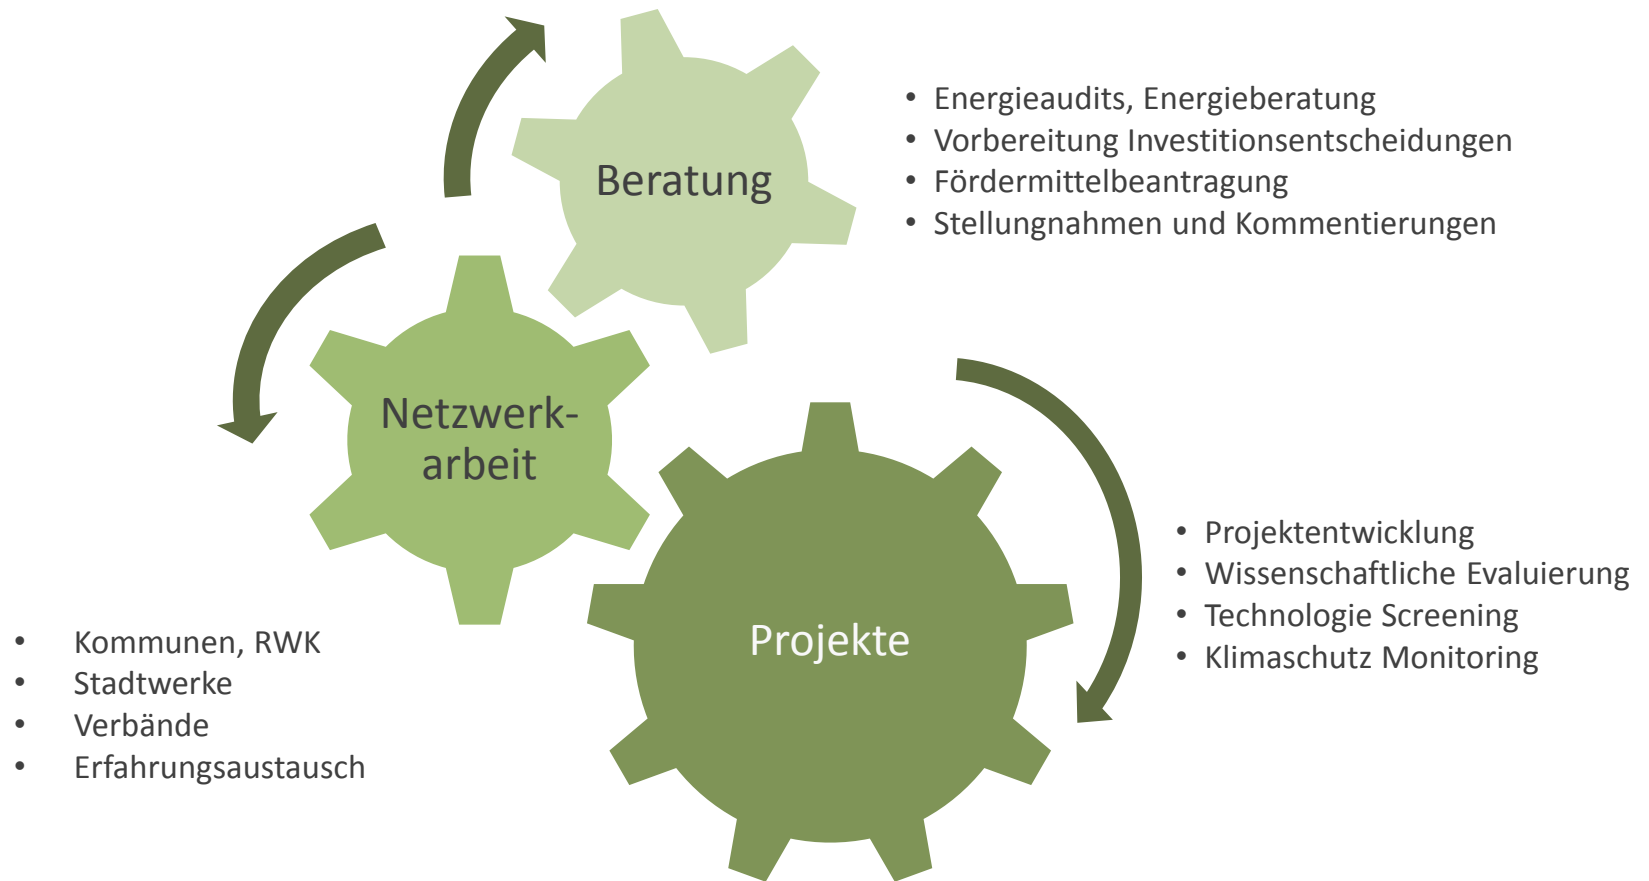 Beratung
• Energieaudits, Energieberatung
• Vorbereitung Investitionsentscheidungen
• Fördermittelbeantragung
• Stellungnahmen und Kommentierungen
Netzwerk-
arbeit
• Kommunen, RWK
• Stadtwerke
• Verbände
• Erfahrungsaustausch
Projekte
• Projektentwicklung
• Wissenschaftliche Evaluierung
• Technologie Screening
• Klimaschutz Monitoring